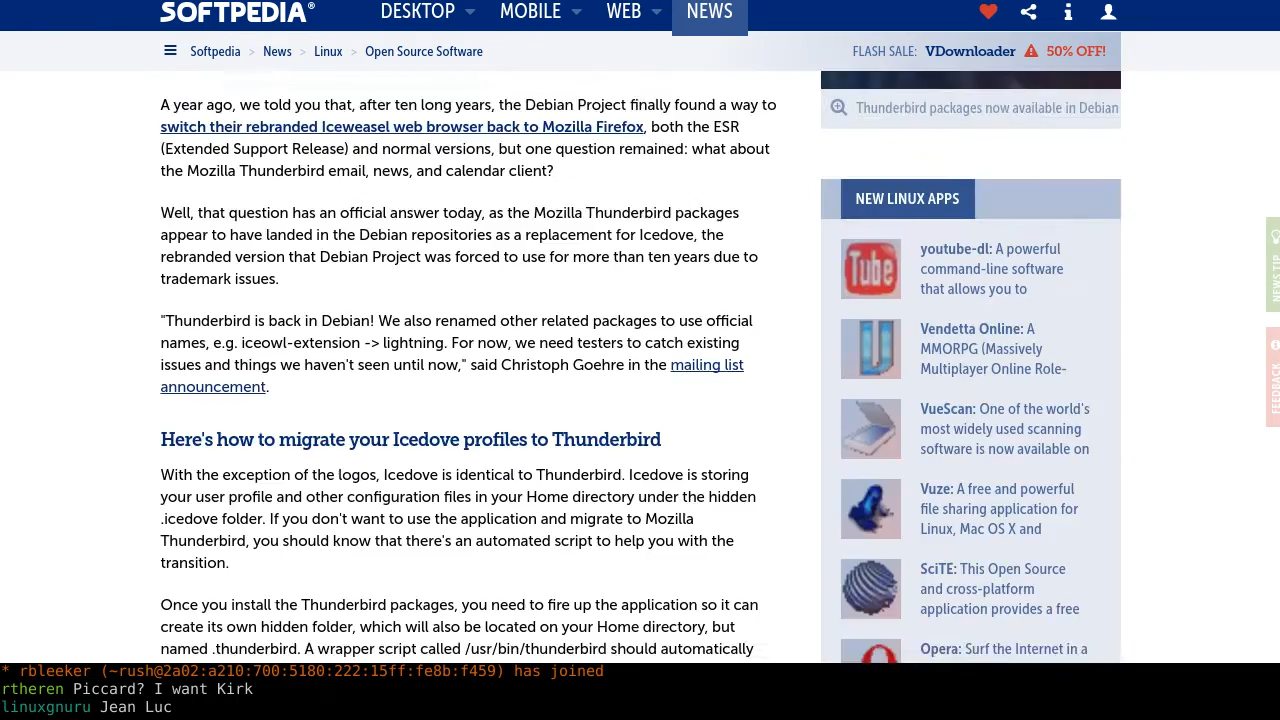 SOFTPEDIA®
DESKTOP
MOBILE
WEB
NEWS
Softpedia > News > Linux > Open Source Software
FLASH SALE: VDownloader 50% OFF!
A year ago, we told you that, after ten long years, the Debian Project finally found a way to
switch their rebranded Iceweasel web browser back to Mozilla Firefox, both the ESR
(Extended Support Release) and normal versions, but one question remained: what about
the Mozilla Thunderbird email, news, and calendar client?
Well, that question has an official answer today, as the Mozilla Thunderbird packages
appear to have landed in the Debian repositories as a replacement for Icedove, the
rebranded version that Debian Project was forced to use for more than ten years due to
trademark issues.
"Thunderbird is back in Debian! We also renamed other related packages to use official
names, e.g. iceowl-extension -> lightning. For now, we need testers to catch existing
issues and things we haven't seen until now," said Christoph Goehre in the mailing list
announcement.
Here's how to migrate your Icedove profiles to Thunderbird
With the exception of the logos, Icedove is identical to Thunderbird. Icedove is storing
your user profile and other configuration files in your Home directory under the hidden
.icedove folder. If you don't want to use the application and migrate to Mozilla
Thunderbird, you should know that there's an automated script to help you with the
transition.
Once you install the Thunderbird packages, you need to fire up the application so it can
create its own hidden folder, which will also be located on your Home directory, but
named .thunderbird. A wrapper script called /usr/bin/thunderbird should automatically
Thunderbird packages now available in Debian
NEW LINUX APPS
Tube
youtube-dl: A powerful
command-line software
that allows you to
Vendetta Online: A
MMORPG (Massively
Multiplayer Online Role-
VueScan: One of the world's
most widely used scanning
software is now available on
Vuze: A free and powerful
file sharing application for
Linux, Mac OS X and
SciTE: This Open Source
and cross-platform
application provides a free
Opera: Surf the Internet in a
NEWS TIP
FEEDBACK
* rbleeker (~rush@2a02:a210:700:5180:222:15ff:fe8b:f459) has joined
rtheren Piccard? I want Kirk
linuxgnuru Jean Luc